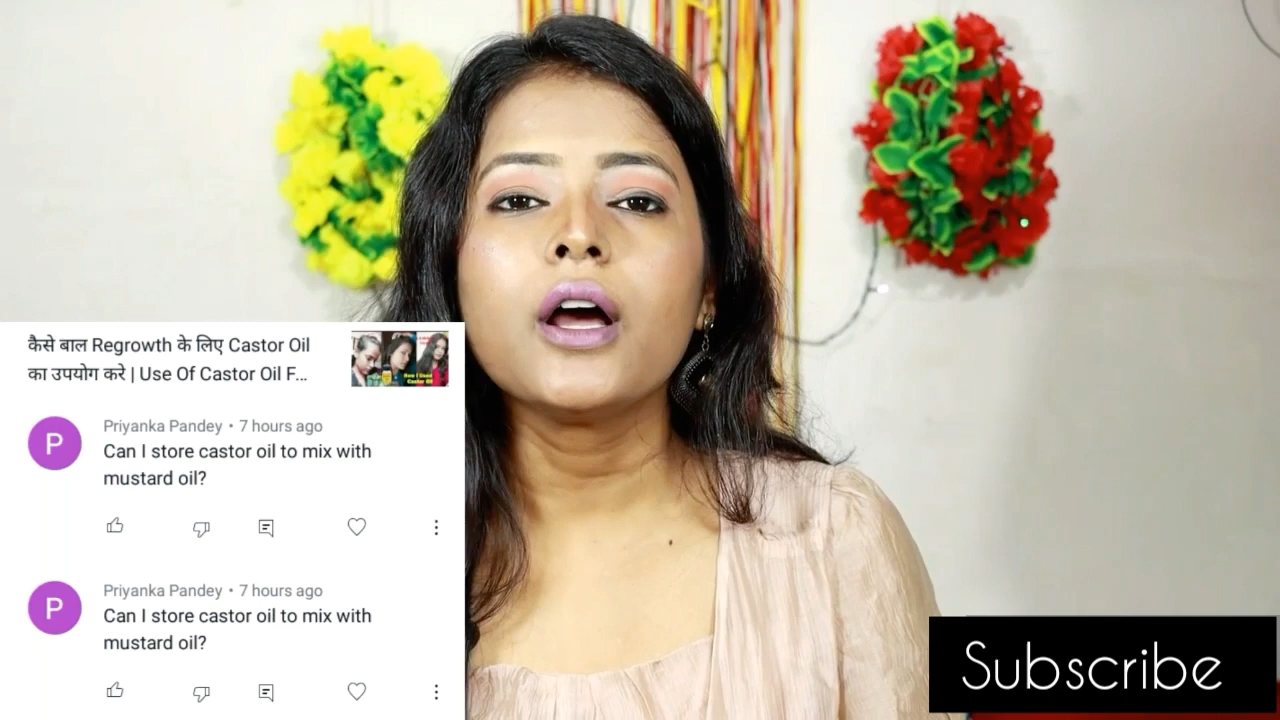 कैसे बाल Regrowth के लिए Castor Oil
का उपयोग करे | Use Of Castor Oil F...
P
Priyanka Pandey • 7 hours ago
Can I store castor oil to mix with
mustard oil?
P
Priyanka Pandey • 7 hours ago
Can I store castor oil to mix with
mustard oil?
Subscribe